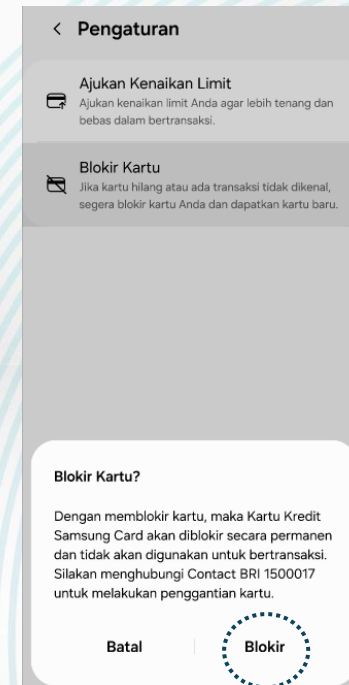 Pengaturan
Ajukan Kenaikan Limit
Ajukan kenaikan limit Anda agar lebih tenang dan
bebas dalam bertransaksi.
Blokir Kartu
Jika kartu hilang atau ada transaksi tidak dikenal,
segera blokir kartu Anda dan dapatkan kartu baru.
Blokir Kartu?
Dengan memblokir kartu, maka Kartu Kredit
Samsung Card akan diblokir secara permanen
dan tidak akan digunakan untuk bertransaksi.
Silakan menghubungi Contact BRI 1500017
untuk melakukan penggantian kartu.
Batal Blokir